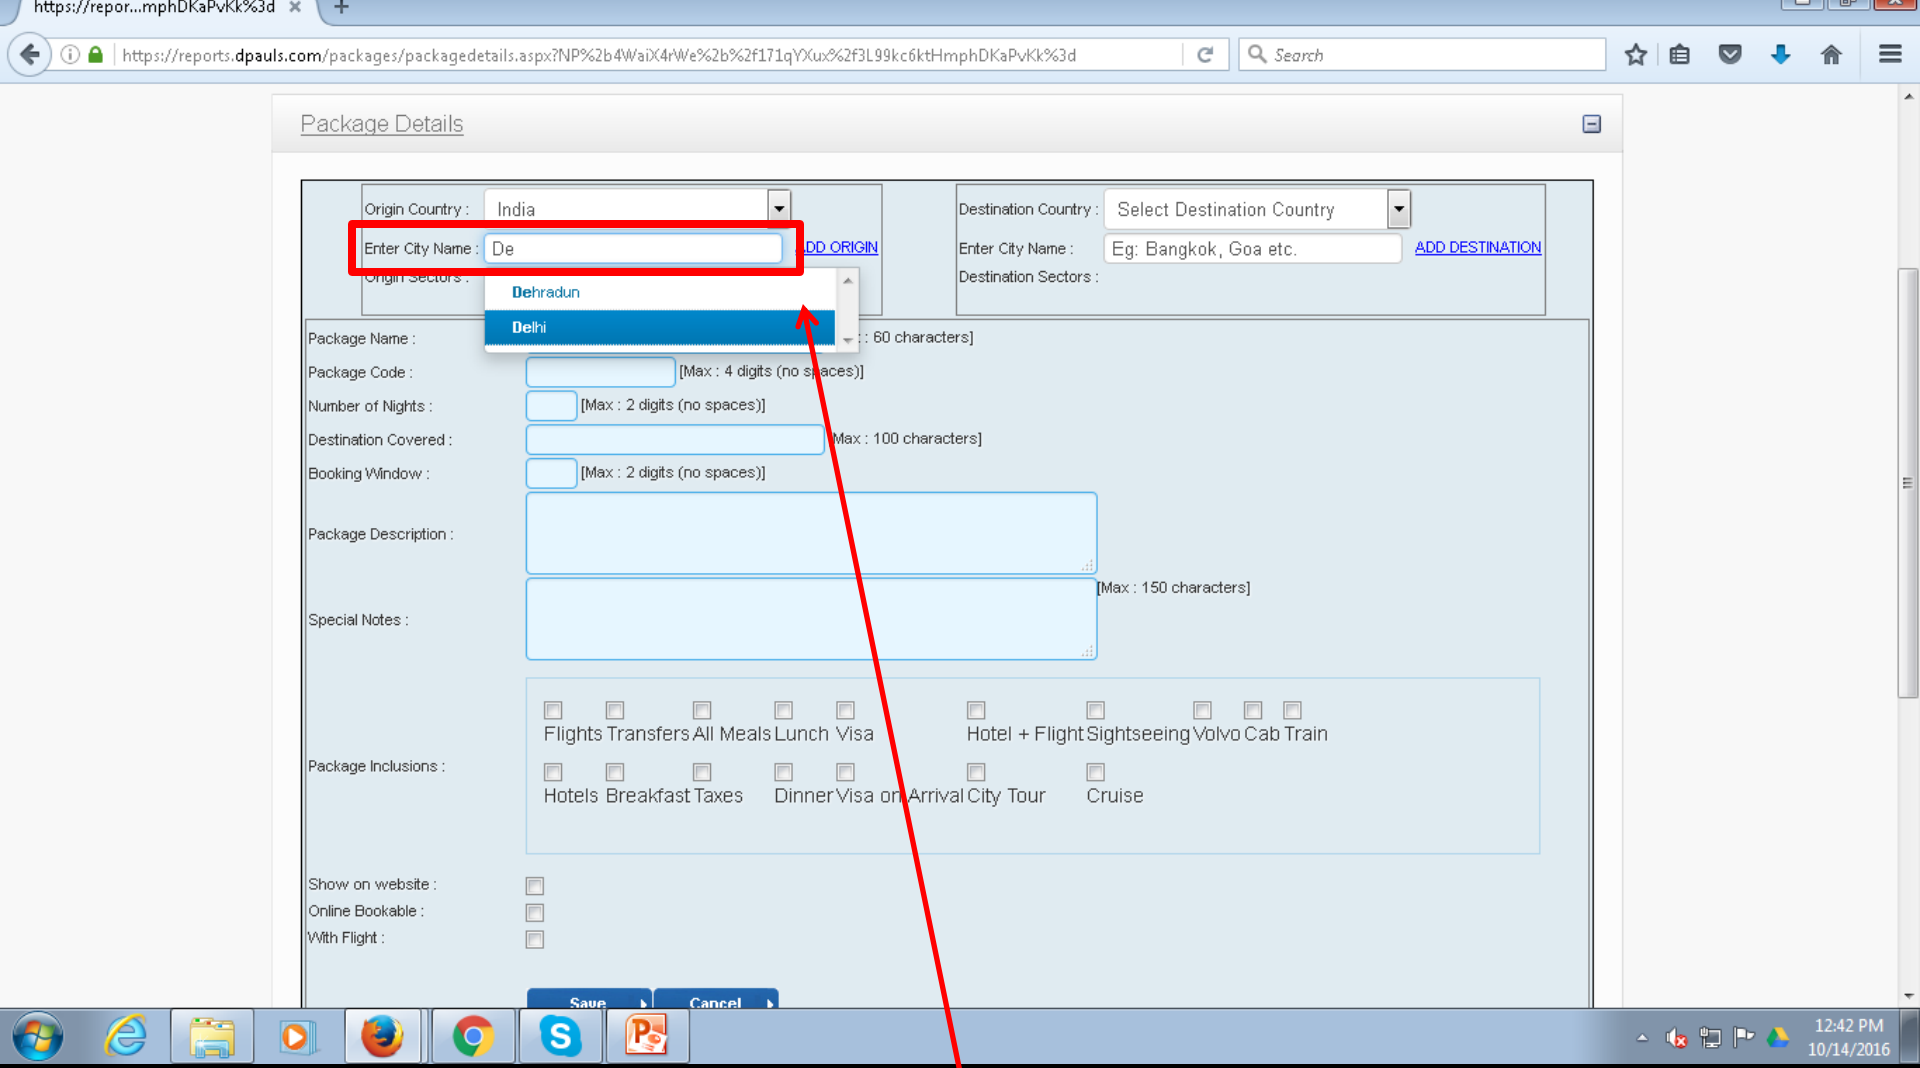 https://repor...mphDKaPvKk%3d
https://reports.dpauls.com/packages/packagedetails.aspx?NP%2b4WaiX4rWe%2b%2f171qYXux%2f3L99kc6ktHmphDKaPvKk%3d
Search
Package Details
Origin Country : India
Destination Country : Select Destination Country
Enter City Name : De
ADD ORIGIN
Enter City Name : Eg: Bangkok, Goa etc.
ADD DESTINATION
Origin Sectors :
Destination Sectors :
Dehradun
Delhi
Package Name : : 60 characters]
Package Code : [Max : 4 digits (no spaces)]
Number of Nights : [Max : 2 digits (no spaces)]
Destination Covered : Max : 100 characters]
Booking Window : [Max : 2 digits (no spaces)]
Package Description :
[Max : 150 characters]
Special Notes :
Flights Transfers All Meals Lunch Visa Hotel + Flight Sightseeing Volvo Cab Train
Package Inclusions :
Hotels Breakfast Taxes Dinner Visa on Arrival City Tour Cruise
Show on website :
Online Bookable :
With Flight :
Save Cancel
12:42 PM
10/14/2016